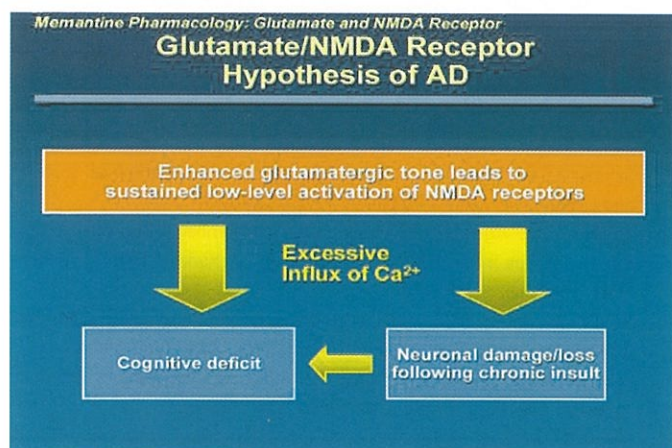 Memantine Pharmacology: Glutamate and NMDA Receptor
Glutamate/NMDA Receptor
Hypothesis of AD
Enhanced glutamatergic tone leads to
sustained low-level activation of NMDA receptors
Excessive
Influx of Ca²⁺
Cognitive deficit
Neuronal damage/loss
following chronic insult